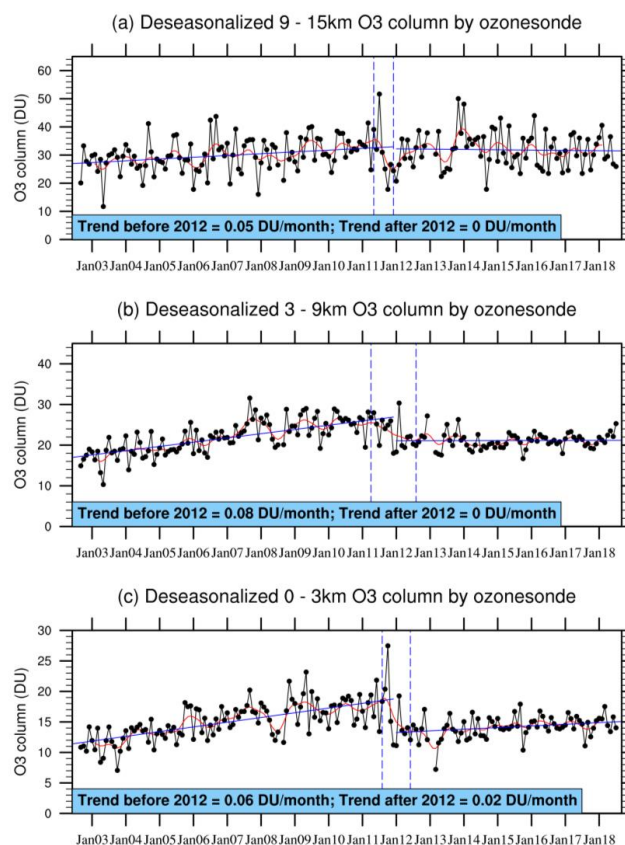 (a) Deseasonalized 9 - 15km O3 column by ozonesonde
O3 column (DU)
60
50
40
30
20
10
0
Trend before 2012 = 0.05 DU/month; Trend after 2012 = 0 DU/month
Jan03 Jan04 Jan05 Jan06 Jan07 Jan08 Jan09 Jan10 Jan11 Jan12 Jan13 Jan14 Jan15 Jan16 Jan17 Jan18
(b) Deseasonalized 3 - 9km O3 column by ozonesonde
O3 column (DU)
40
30
20
10
0
Trend before 2012 = 0.08 DU/month; Trend after 2012 = 0 DU/month
Jan03 Jan04 Jan05 Jan06 Jan07 Jan08 Jan09 Jan10 Jan11 Jan12 Jan13 Jan14 Jan15 Jan16 Jan17 Jan18
(c) Deseasonalized 0 - 3km O3 column by ozonesonde
O3 column (DU)
30
25
20
15
10
5
0
Trend before 2012 = 0.06 DU/month; Trend after 2012 = 0.02 DU/month
Jan03 Jan04 Jan05 Jan06 Jan07 Jan08 Jan09 Jan10 Jan11 Jan12 Jan13 Jan14 Jan15 Jan16 Jan17 Jan18